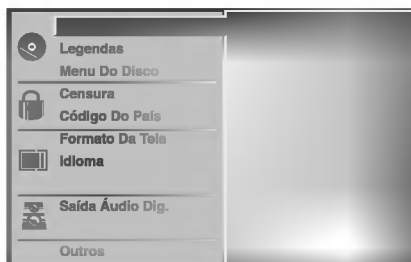 Legendas
Menu Do Disco
Censura
Código Do País
Formato Da Tela
Idioma
Saída Áudio Dig.
Outros